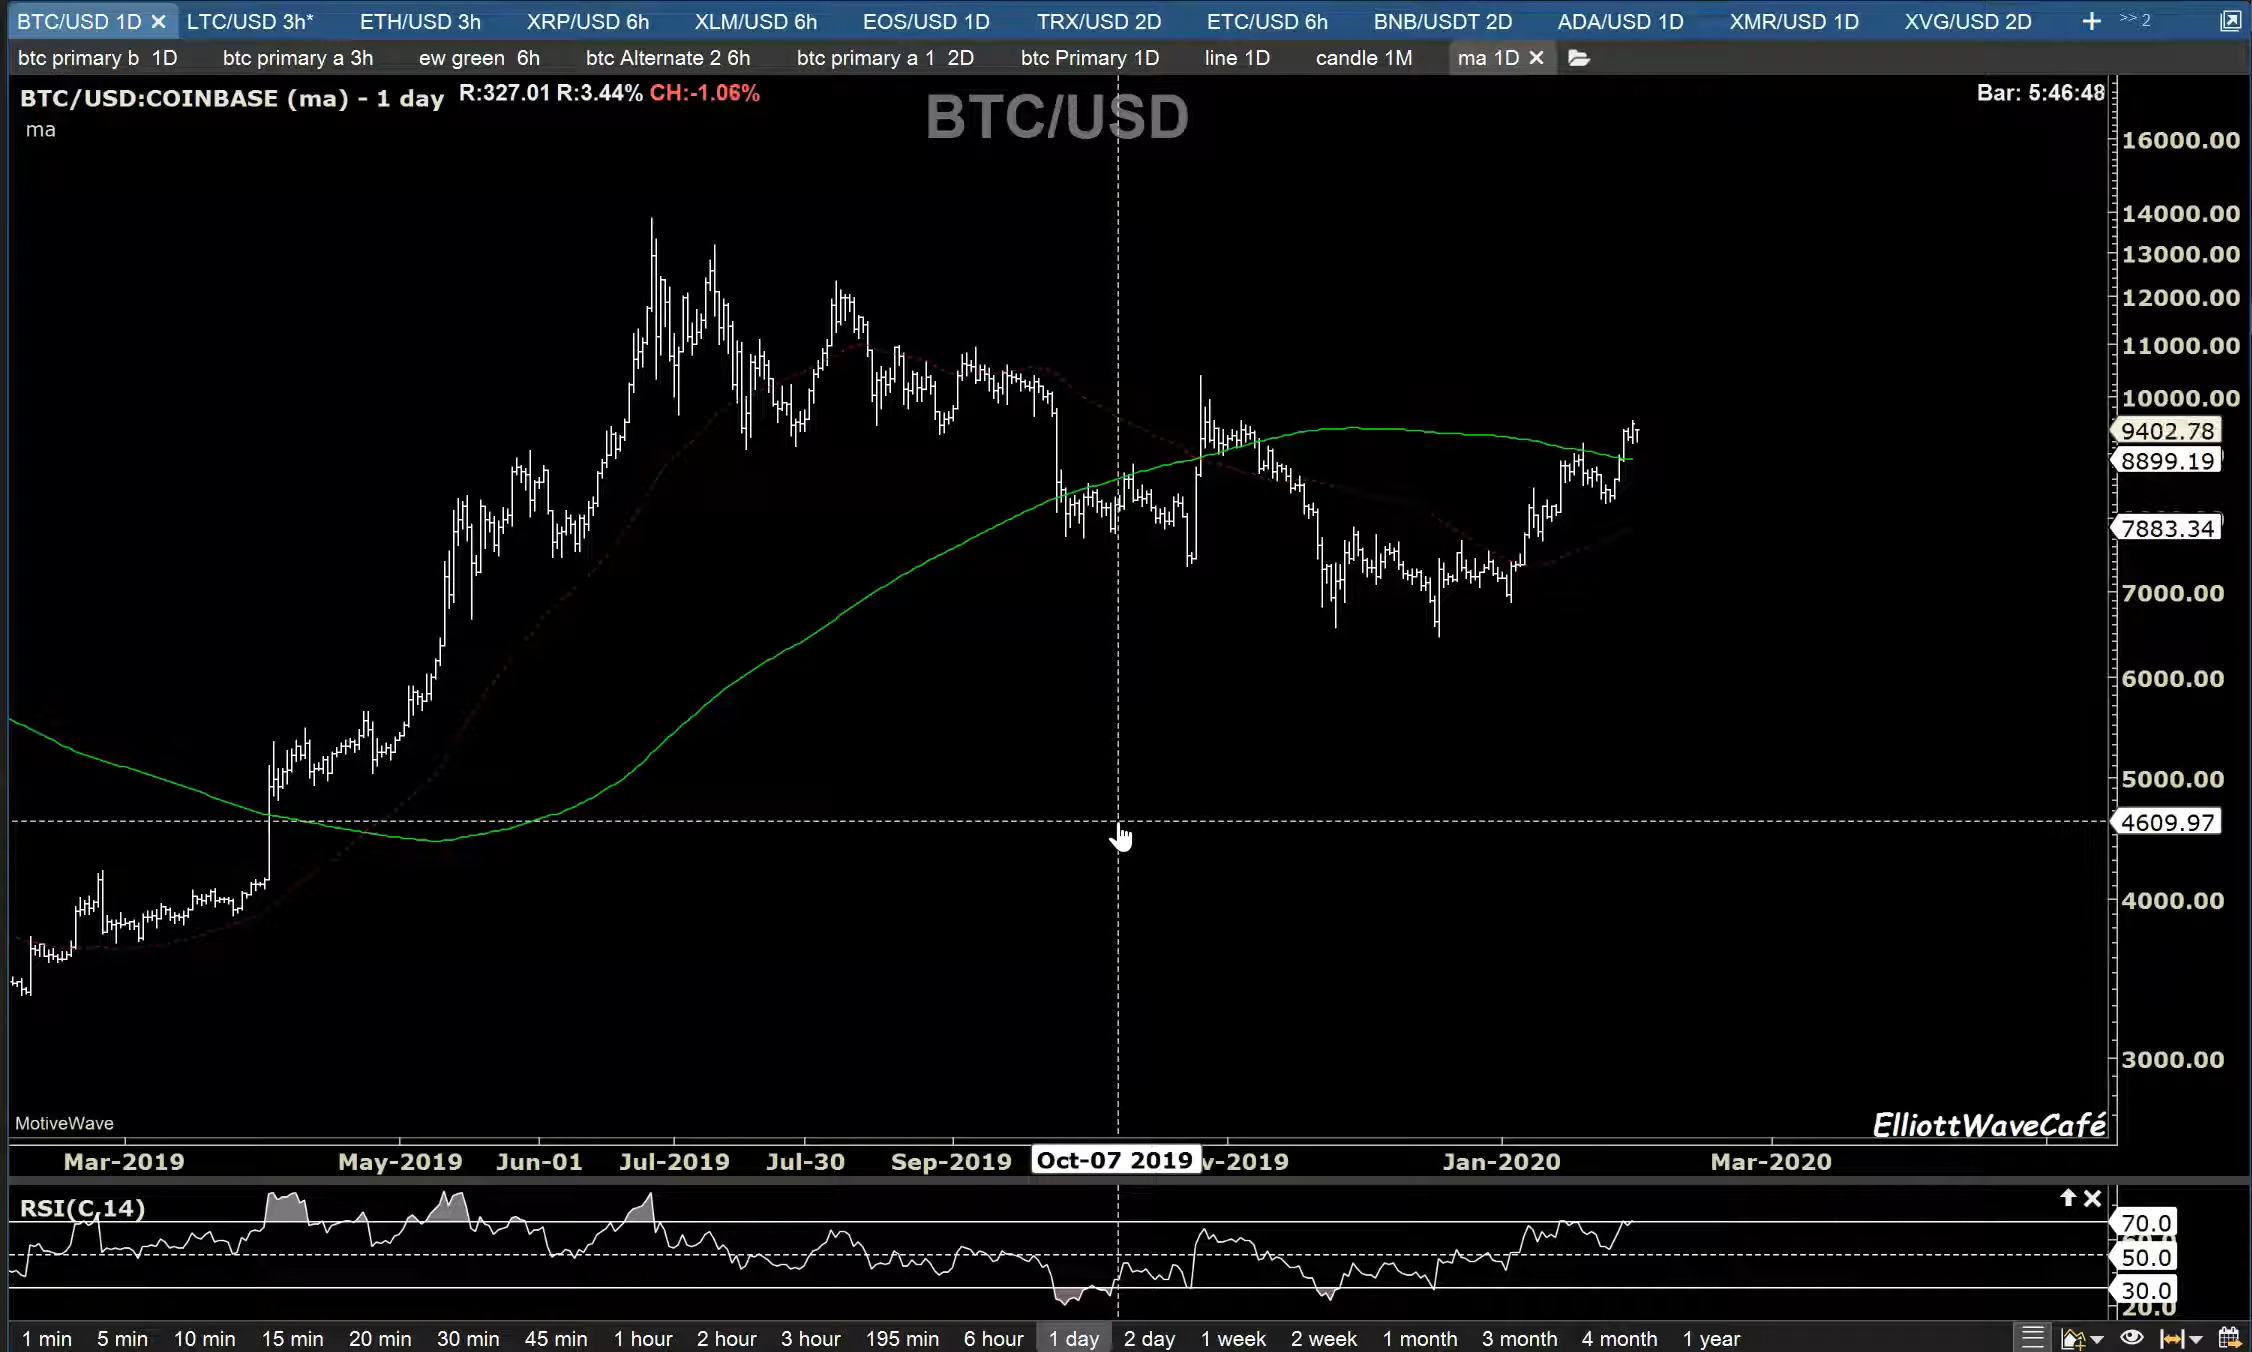 BTC/USD 1D LTC/USD 3h* ETH/USD 3h XRP/USD 6h XLM/USD 6h EOS/USD 1D TRX/USD 2D ETC/USD 6h BNB/USDT 2D ADA/USD 1D XMR/USD 1D XVG/USD 2D + >> 2
btc primary b 1D btc primary a 3h ew green 6h btc Alternate 2 6h btc primary a 1 2D btc Primary 1D line 1D candle 1M ma 1D
BTC/USD:COINBASE (ma) - 1 day R:327.01 R:3.44% CH:-1.06% BTC/USD Bar: 5:46:48
ma
16000.00
14000.00
13000.00
12000.00
11000.00
10000.00
9402.78
8899.19
7883.34
7000.00
6000.00
5000.00
4609.97
4000.00
3000.00
MotiveWave ElliottWaveCafé
Mar-2019 May-2019 Jun-01 Jul-2019 Jul-30 Sep-2019 Oct-07 2019 v-2019 Jan-2020 Mar-2020
RSI(C,14)
70.0
50.0
30.0
20.0
1 min 5 min 10 min 15 min 20 min 30 min 45 min 1 hour 2 hour 3 hour 195 min 6 hour 1 day 2 day 1 week 2 week 1 month 3 month 4 month 1 year